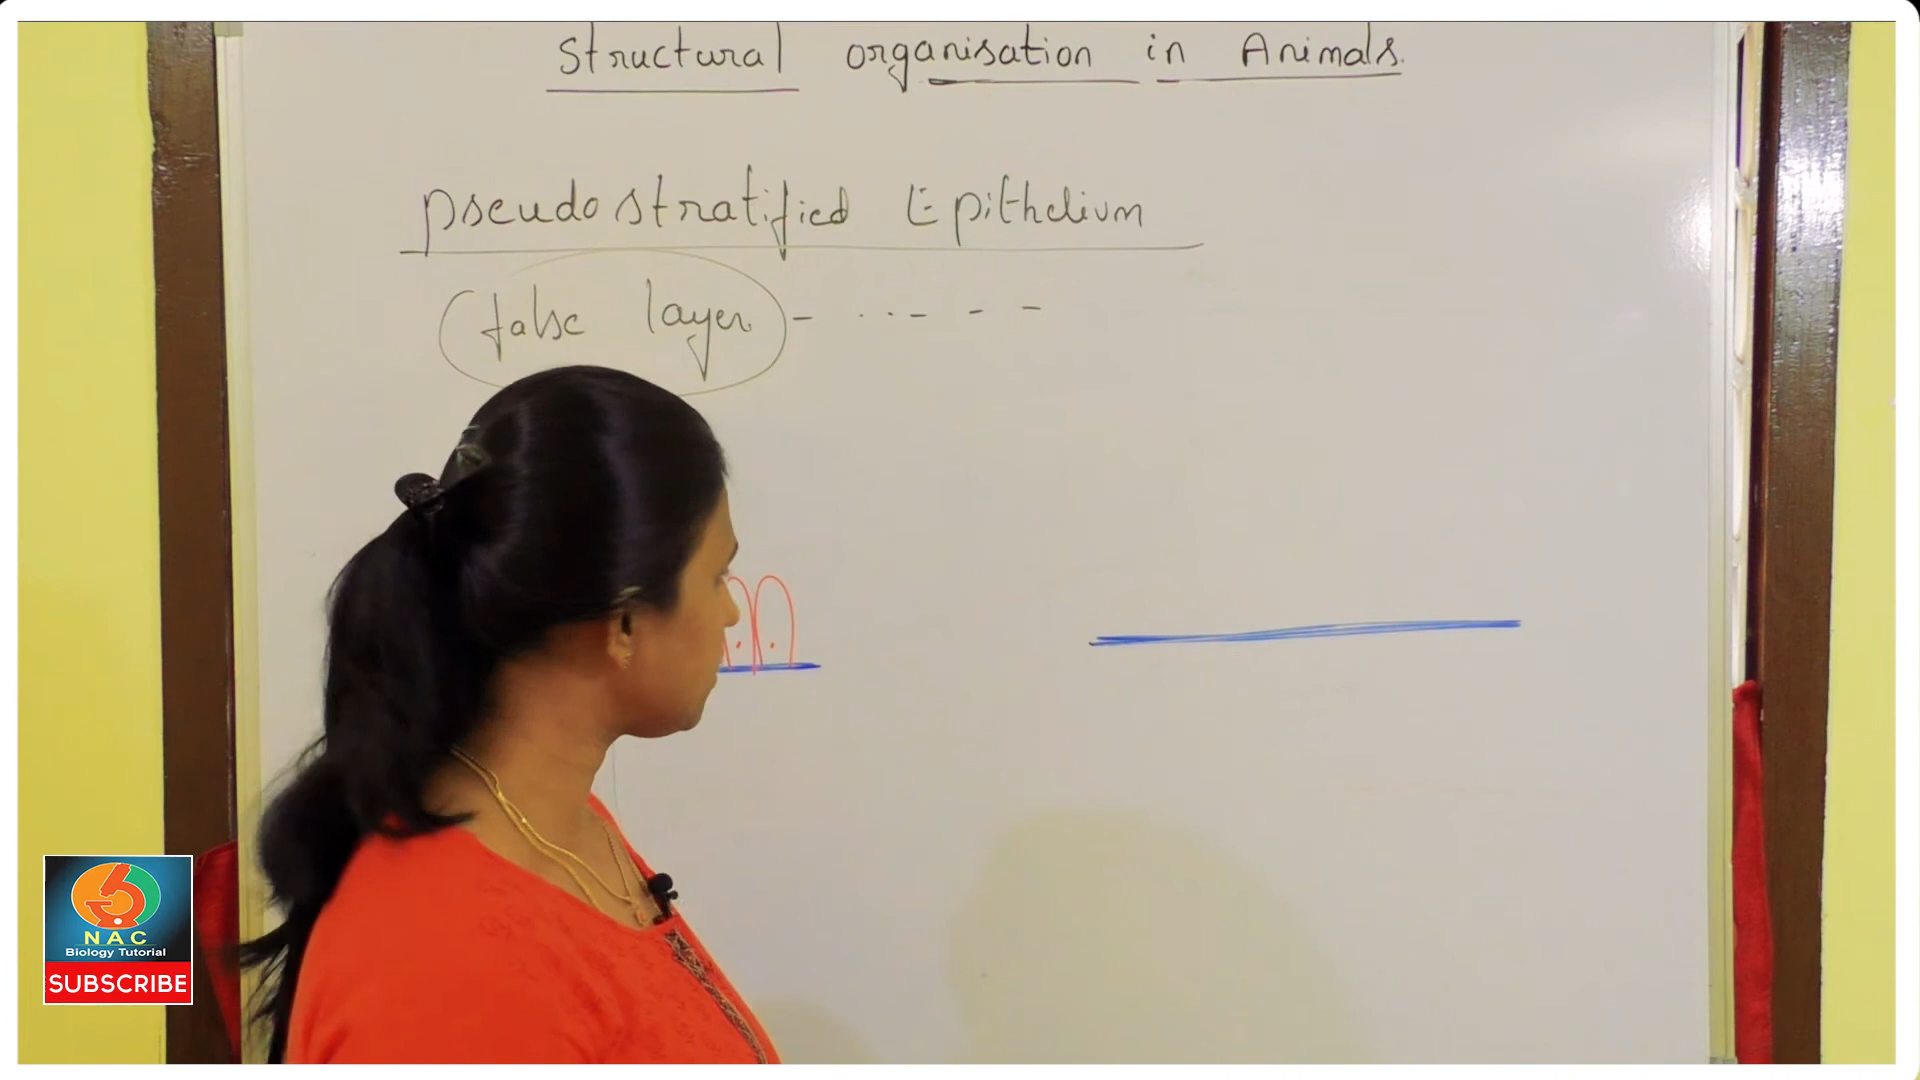 Structural organisation in Animals.
Pseudostratified Epithelium
(false layer) - . . - - -
NAC
Biology Tutorial
SUBSCRIBE